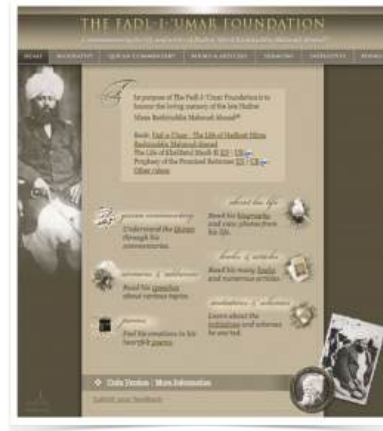 THE FADL-I-'UMAR FOUNDATION
HOME BIOGRAPHY QURAN COMMENTARY BOOKS & ARTICLES SERMONS INITIATIVES POEMS
The purpose of The Fadl-i-'Umar Foundation is to
honour the loving memory of the late Hadrat
Mirza Bashiruddin Mahmud Ahmad
Book: Fazl-e-Umar - The Life of Hadhrat Mirza
Bashiruddin Mahmud Ahmad
The Life of Khalifatul Masih II
Prophecy of the Promised Reformer
Other videos
quran commentary
Understand the Quran
through his
commentaries.
sermons & addresses
Read his speeches
about various topics.
poems
Feel his emotions in his
heartfelt poems.
about his life
Read his biography
and view photos from
his life.
books & articles
Read his many books
and numerous articles.
initiatives & schemes
Learn about the
initiatives and schemes
he started.
Urdu Version | More Information
Submit your feedback